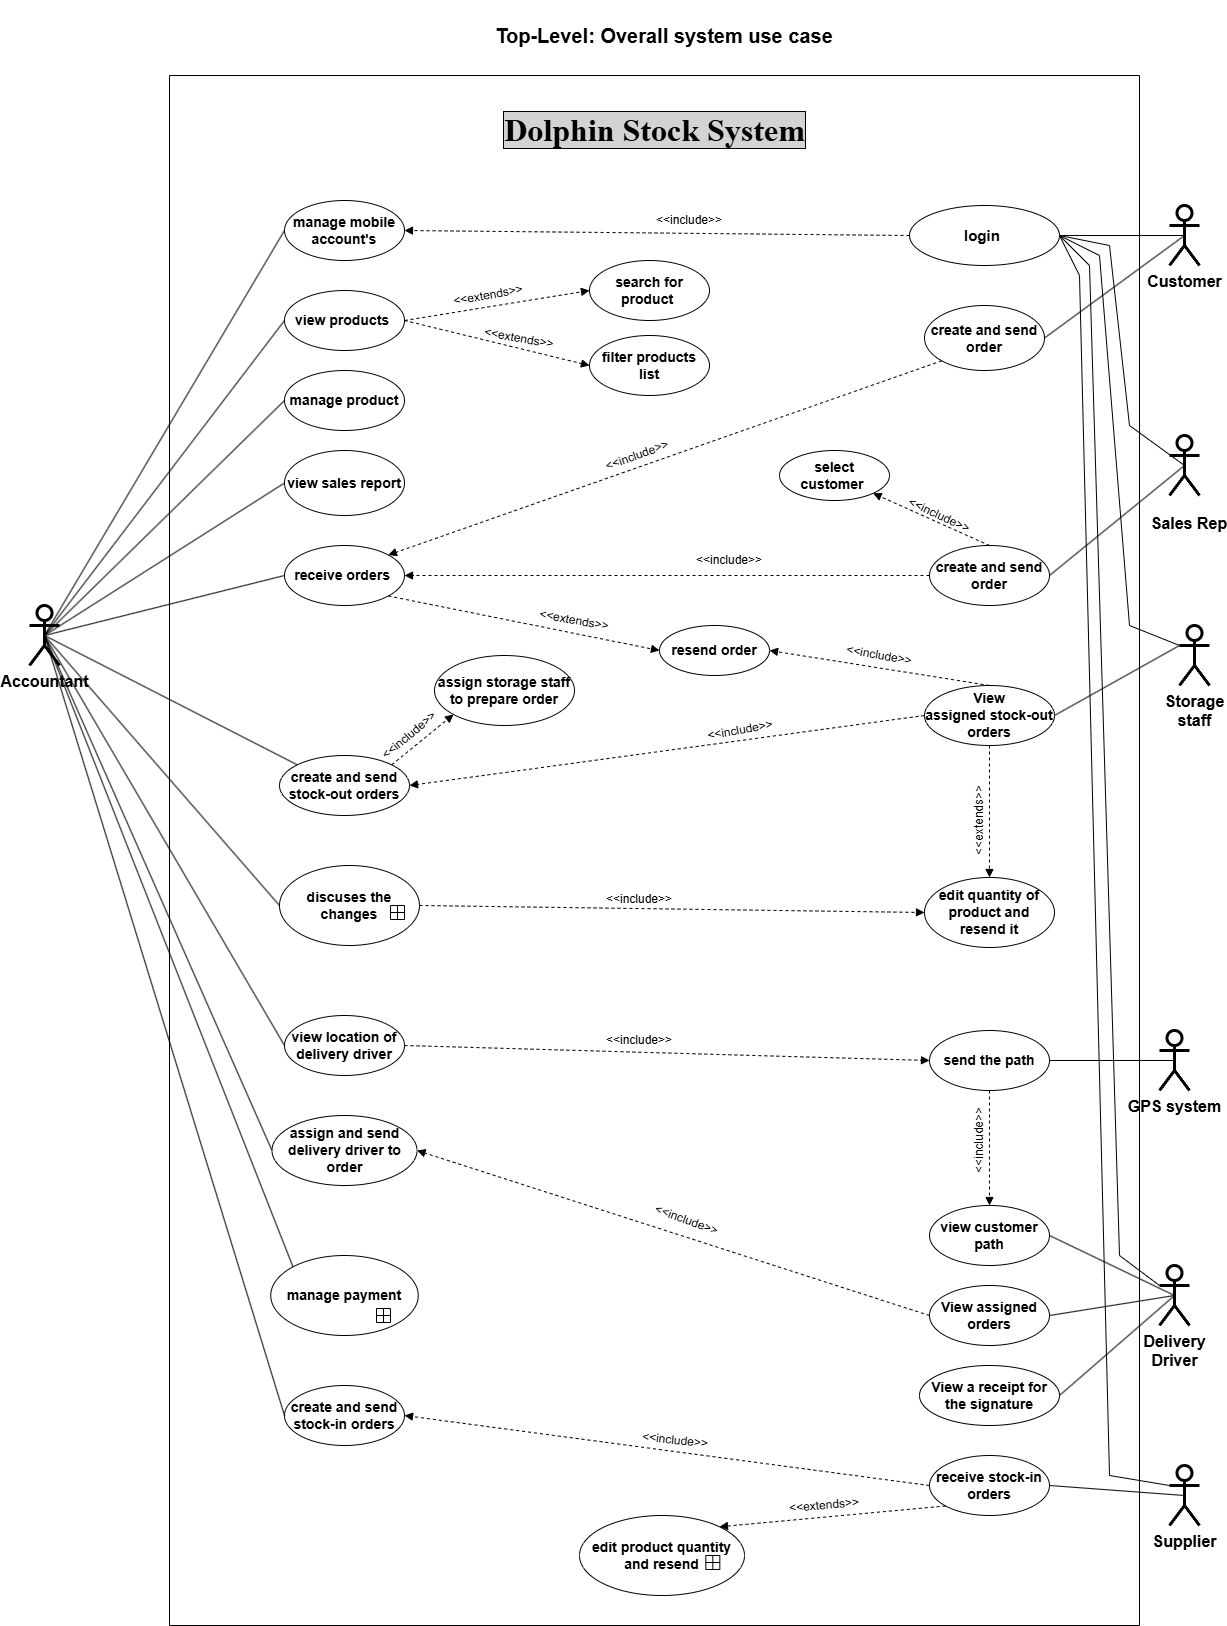 Top-Level: Overall system use case
Dolphin Stock System
manage mobile
account's
<<include>>
login
Customer
search for
product
<<extends>>
view products
<<extends>>
filter products
list
create and send
order
manage product
<<include>>
select
customer
Sales Rep
view sales report
<<include>>
receive orders
<<include>>
create and send
order
<<extends>>
resend order
<<include>>
Accountant
assign storage staff
to prepare order
<<include>>
View
assigned stock-out
orders
Storage
staff
<<include>>
create and send
stock-out orders
<<extends>>
discuses the
changes
<<include>>
edit quantity of
product and
resend it
view location of
delivery driver
<<include>>
send the path
GPS system
assign and send
delivery driver to
order
<<include>>
<<include>>
view customer
path
manage payment
View assigned
orders
Delivery
Driver
View a receipt for
the signature
create and send
stock-in orders
<<include>>
receive stock-in
orders
<<extends>>
Supplier
edit product quantity
and resend